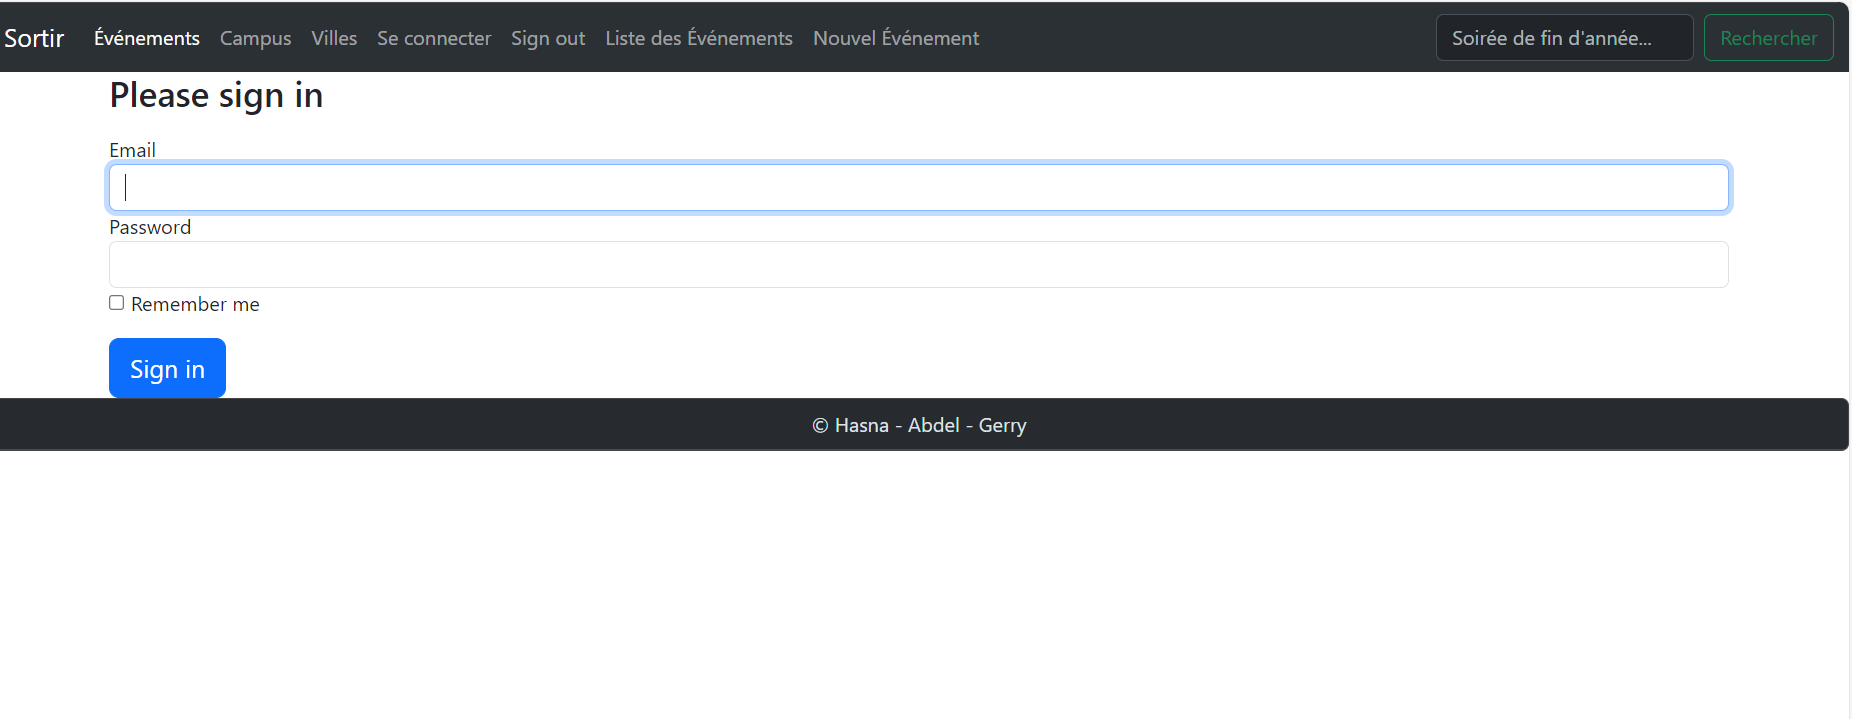 Sortir Événements Campus Villes Se connecter Sign out Liste des Événements Nouvel Événement Soirée de fin d'année... Rechercher
Please sign in
Email
Password
Remember me
Sign in
© Hasna - Abdel - Gerry